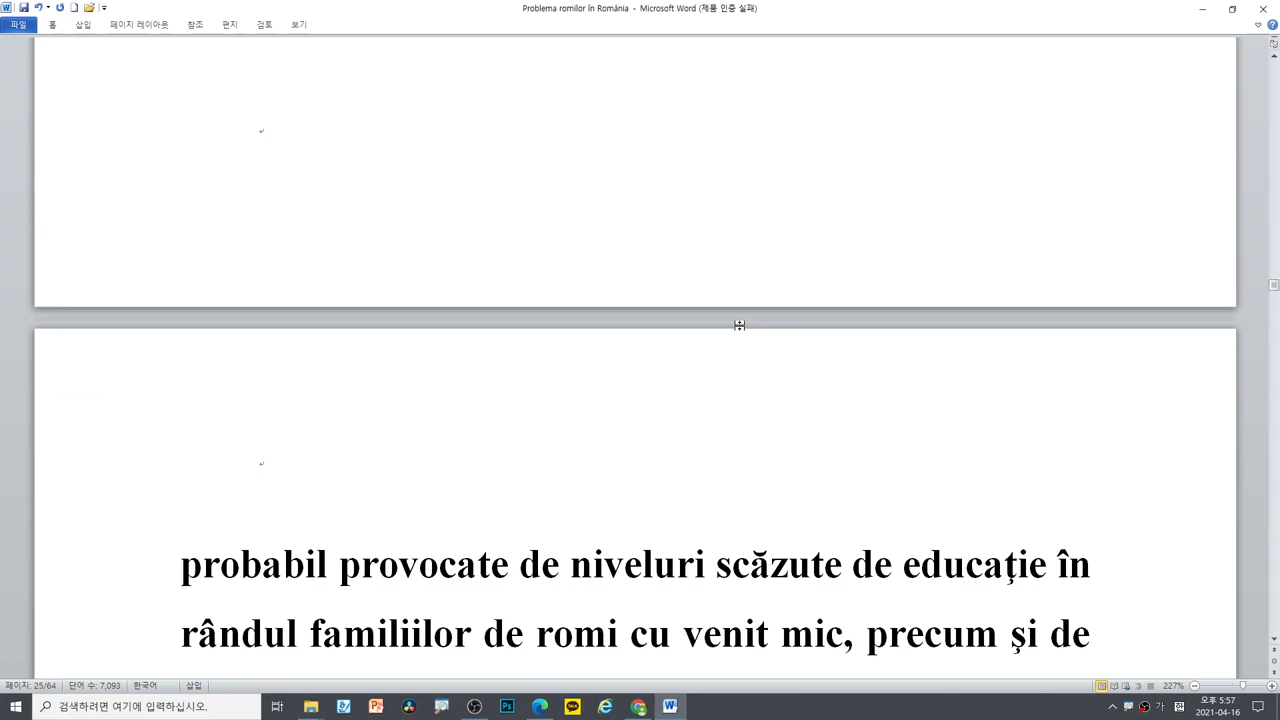 Problema romilor în România - Microsoft Word (제품 인증 실패)
파일 홈 삽입 페이지 레이아웃 참조 편지 검토 보기
probabil provocate de niveluri scăzute de educaţie în
rândul familiilor de romi cu venit mic, precum şi de
페이지: 25/64 단어 수: 7,093 한국어 삽입 227%
검색하려면 여기에 입력하십시오. 가 오후 5:57
2021-04-16